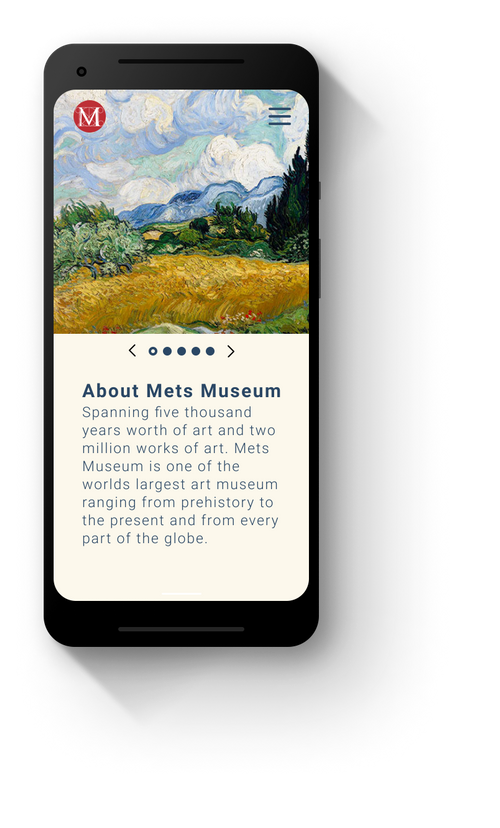 M
About Mets Museum
Spanning five thousand
years worth of art and two
million works of art. Mets
Museum is one of the
worlds largest art museum
ranging from prehistory to
the present and from every
part of the globe.